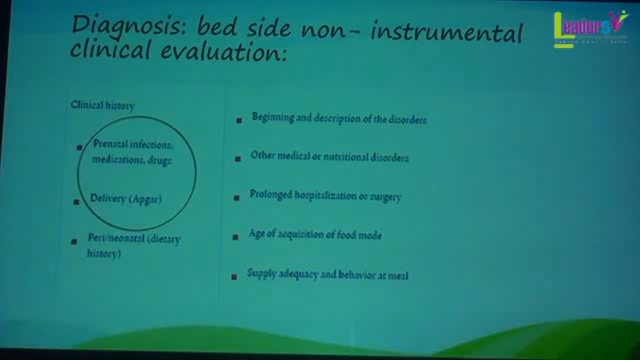 Leaders
Diagnosis: bed side non- instrumental
clinical evaluation:
Clinical history
Prenatal infections,
medications, drugs
Delivery (Apgar)
Peri/neonatal (dietary
history)
Beginning and description of the disorders
Other medical or nutritional disorders
Prolonged hospitalization or surgery
Age of acquisition of food mode
Supply adequacy and behavior at meal